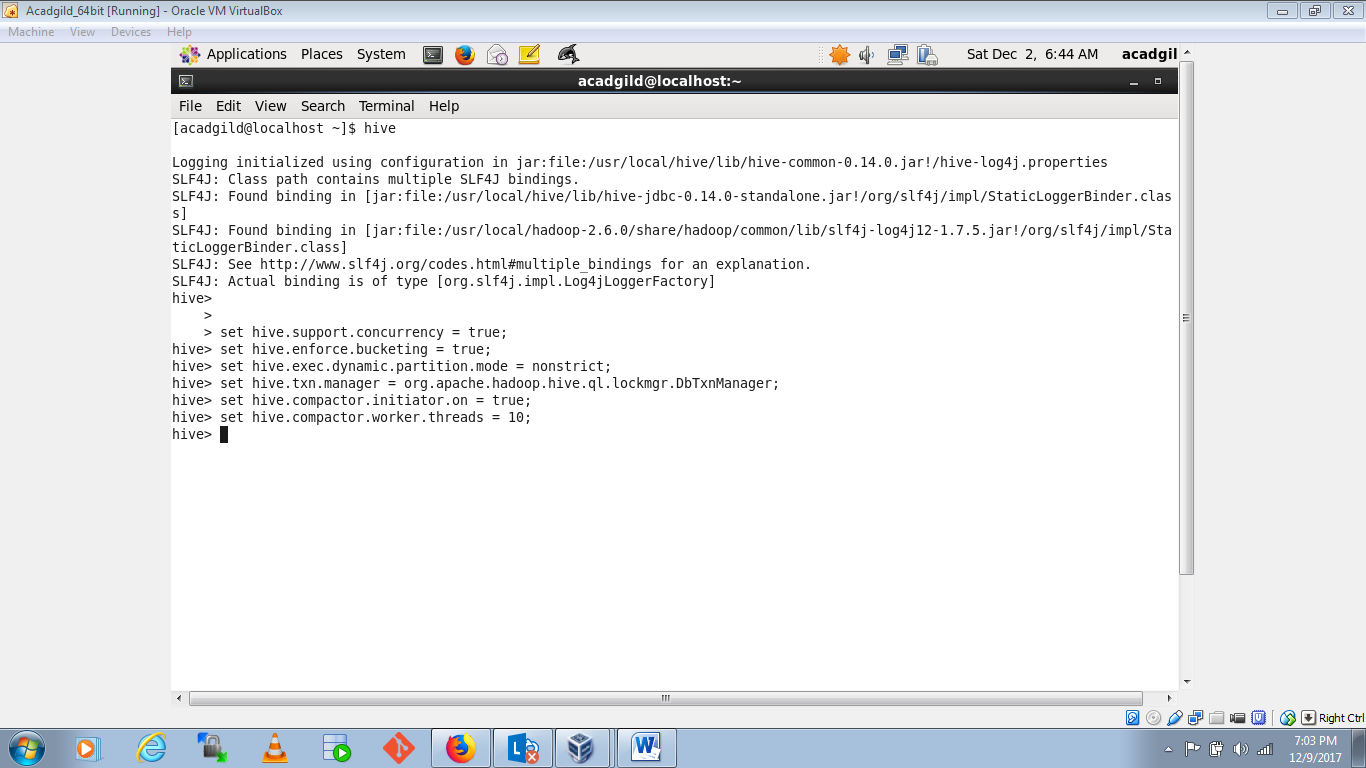 Acadgild_64bit [Running] - Oracle VM VirtualBox
Machine View Devices Help
Applications Places System
Sat Dec 2, 6:44 AM acadgil
acadgild@localhost:~
File Edit View Search Terminal Help
[acadgild@localhost ~]$ hive
Logging initialized using configuration in jar:file:/usr/local/hive/lib/hive-common-0.14.0.jar!/hive-log4j.properties
SLF4J: Class path contains multiple SLF4J bindings.
SLF4J: Found binding in [jar:file:/usr/local/hive/lib/hive-jdbc-0.14.0-standalone.jar!/org/slf4j/impl/StaticLoggerBinder.clas
s]
SLF4J: Found binding in [jar:file:/usr/local/hadoop-2.6.0/share/hadoop/common/lib/slf4j-log4j12-1.7.5.jar!/org/slf4j/impl/Sta
ticLoggerBinder.class]
SLF4J: See http://www.slf4j.org/codes.html#multiple_bindings for an explanation.
SLF4J: Actual binding is of type [org.slf4j.impl.Log4jLoggerFactory]
hive>
    >
    > set hive.support.concurrency = true;
hive> set hive.enforce.bucketing = true;
hive> set hive.exec.dynamic.partition.mode = nonstrict;
hive> set hive.txn.manager = org.apache.hadoop.hive.ql.lockmgr.DbTxnManager;
hive> set hive.compactor.initiator.on = true;
hive> set hive.compactor.worker.threads = 10;
hive>
Right Ctrl
7:03 PM
12/9/2017